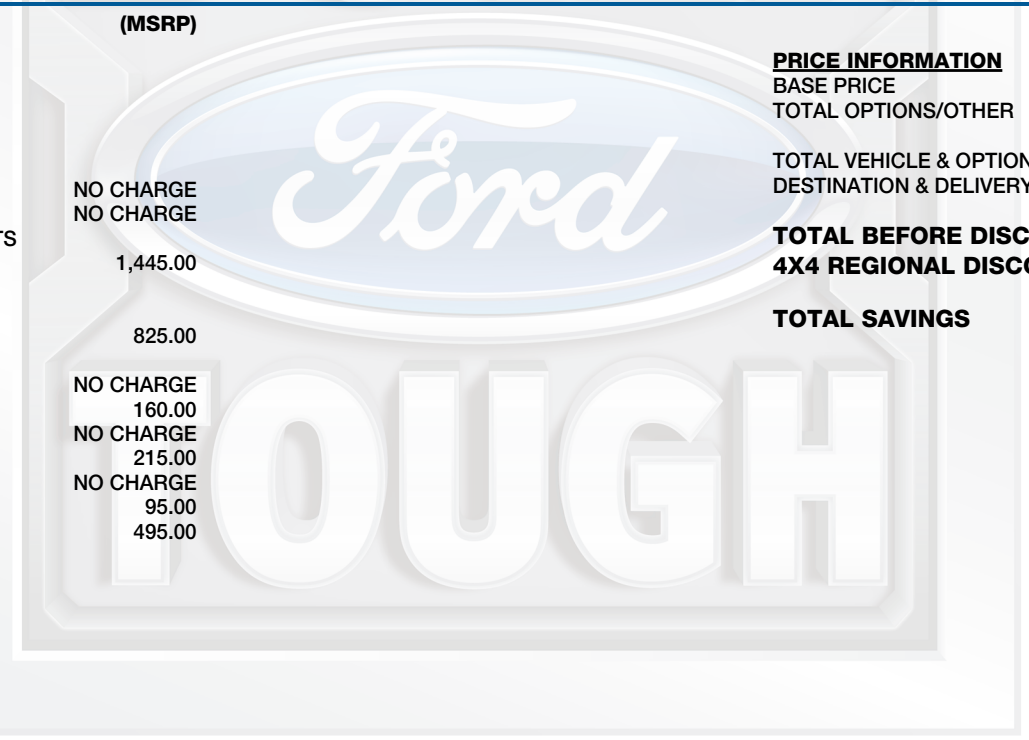 (MSRP)
PRICE INFORMATION
BASE PRICE
TOTAL OPTIONS/OTHER
TOTAL VEHICLE & OPTION
DESTINATION & DELIVERY
TOTAL BEFORE DISC
4X4 REGIONAL DISCO
TOTAL SAVINGS
NO CHARGE
NO CHARGE
TS
1,445.00
825.00
NO CHARGE
160.00
NO CHARGE
215.00
NO CHARGE
95.00
495.00
Ford
TOUGH